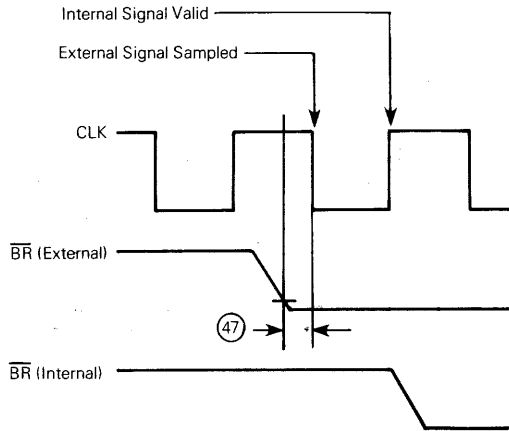 Internal Signal Valid
External Signal Sampled
CLK
BR (External)
47
BR (Internal)